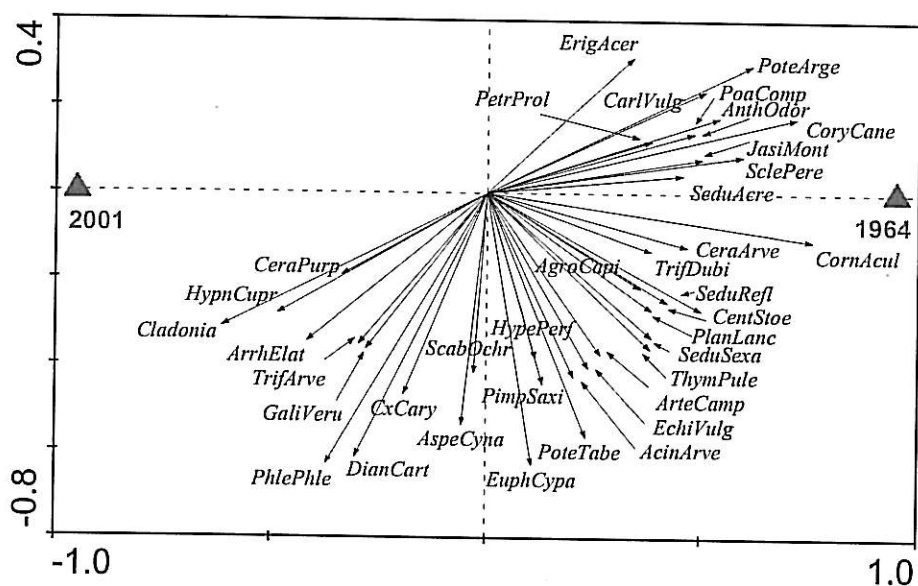 0.4
ErigAcer
PoteArge
PetrProl
CarlVulg
PoaComp
AnthOdor
CoryCane
JasiMont
SclePere
SeduAcre
2001
1964
CeraPurp
AgroCapi
CeraArve
TrifDubi
CornAcul
HypnCupr
SeduRefl
Cladonia
CentStoe
HypePerf
PlanLanc
ArrhElat
ScabOchr
SeduSexa
TrifArve
ThymPule
PimpSaxi
ArteCamp
GaliVeru
CxCary
EchiVulg
AspeCyna
PoteTabe
AcinArve
PhlePhle
DianCart
EuphCypa
-0.8
-1.0
1.0